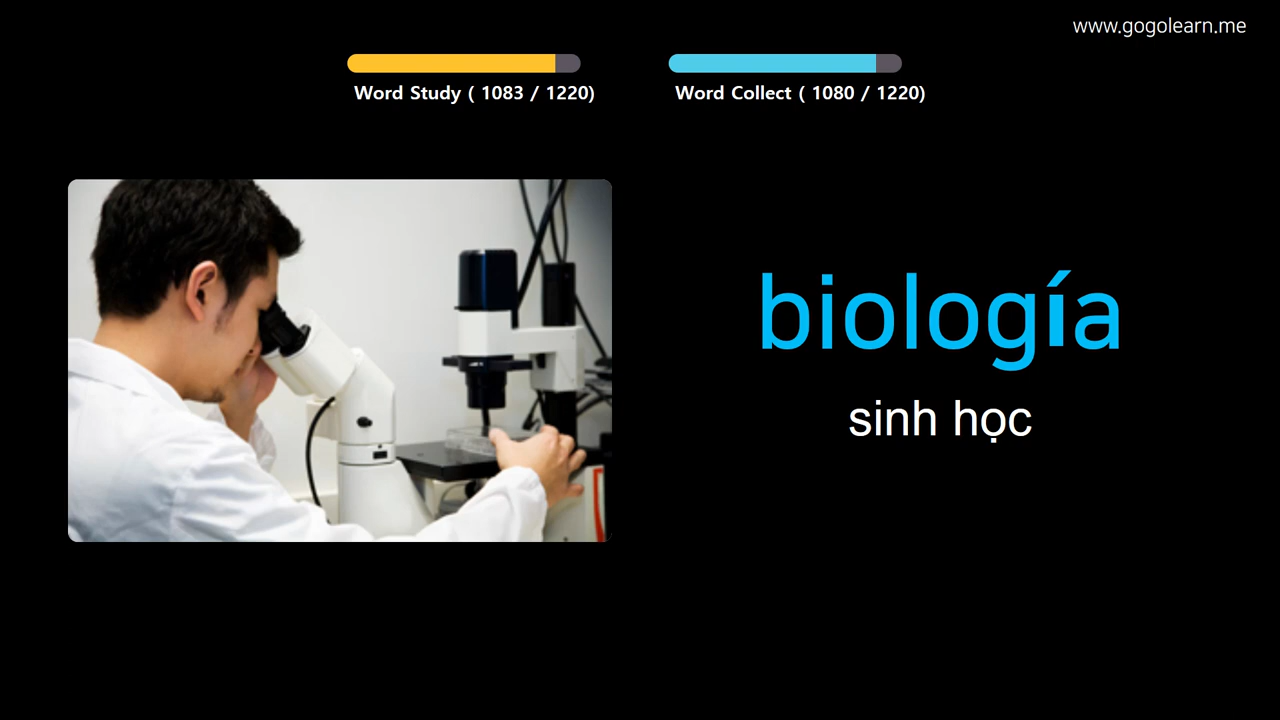 www.gogolearn.me
Word Study ( 1083 / 1220)
Word Collect ( 1080 / 1220)
biología
sinh học